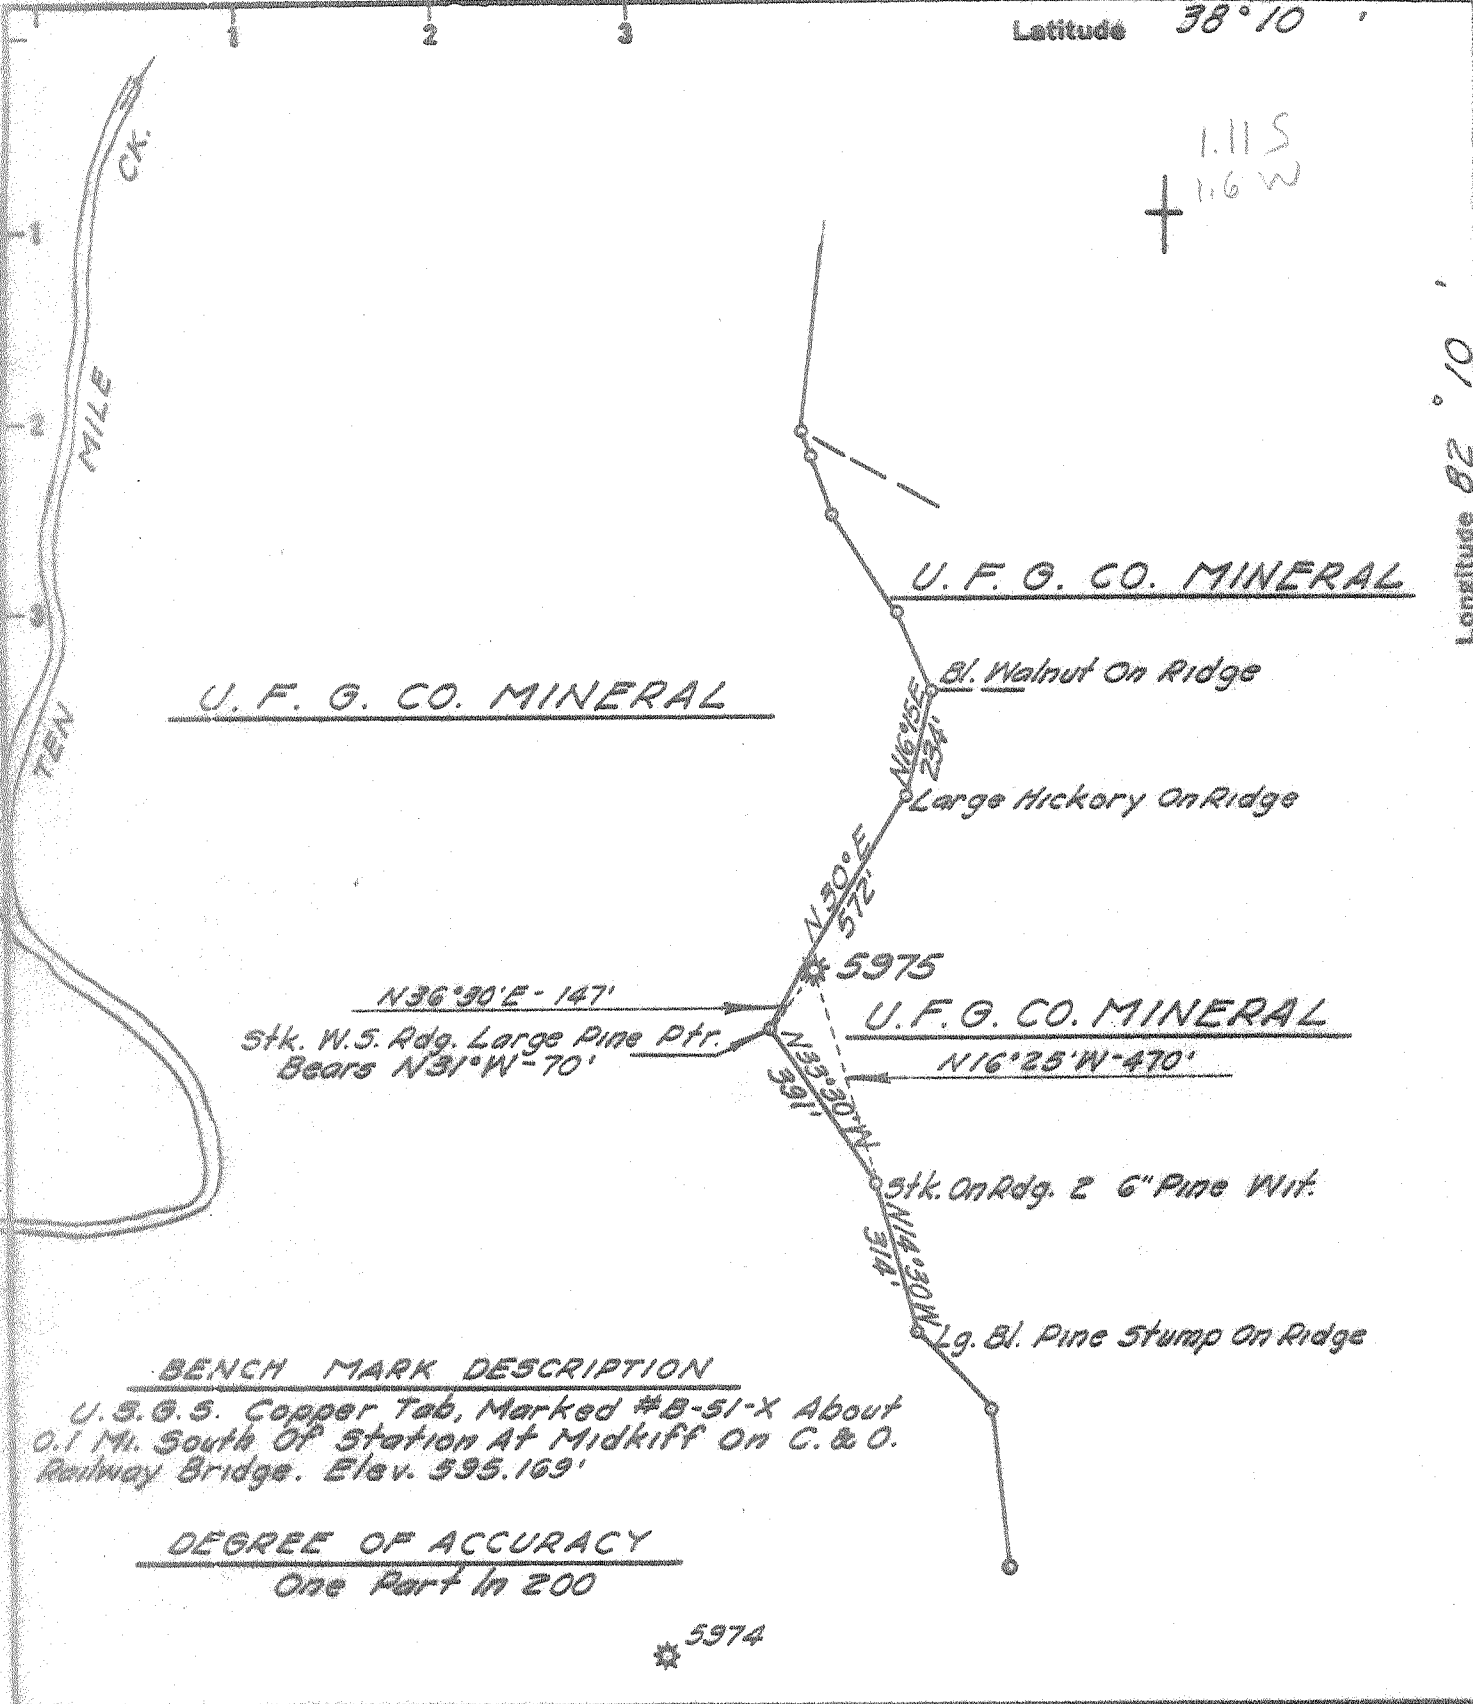 1 2 3
Latitude 38°10'
1.11 S
1.6 W
CK.
1
Longitude 82°10'
MILE
2
U. F. G. CO. MINERAL
3
Bl. Walnut On Ridge
U. F. G. CO. MINERAL
TEN
N16°15'E
234'
Large Hickory On Ridge
N30°E
572'
5975
N36°30'E - 147'
U. F. G. CO. MINERAL
Stk. W.S. Rdg. Large Pine Ptr.
Bears N31°W - 70'
N16°25'W - 470'
N33°30'W
391'
Stk. On Rdg. 2 6" Pine Wit.
N14°30'W
314'
Lg. Bl. Pine Stump On Ridge
BENCH MARK DESCRIPTION
U.S.G.S. Copper Tab, Marked #B-51-X About
0.1 Mi. South Of Station At Midkiff On C. & O.
Railway Bridge. Elev. 595.169'
DEGREE OF ACCURACY
One Part In 200
5974